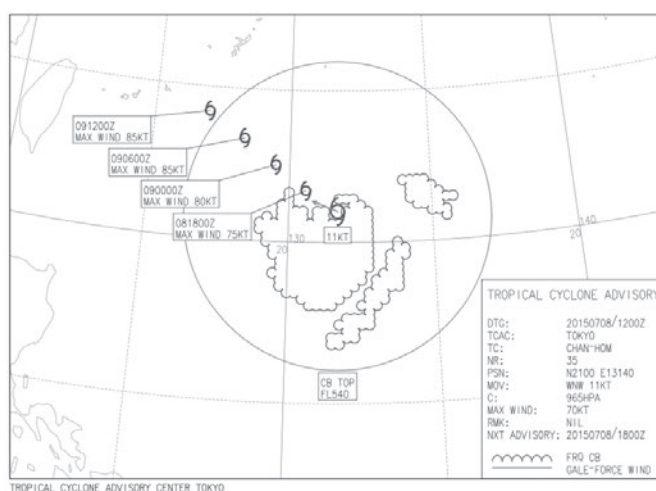 091200Z
MAX WIND 85KT
090600Z
MAX WIND 85KT
090000Z
MAX WIND 80KT
081800Z
MAX WIND 75KT
11KT
130
20
140
20
CB TOP
FL540
TROPICAL CYCLONE ADVISORY
DTG: 20150708/1200Z
TCAC: TOKYO
TC: CHAN-HOM
NR: 35
PSN: N2100 E13140
MOV: WNW 11KT
C: 965HPA
MAX WIND: 70KT
RMK: NIL
NXT ADVISORY: 20150708/1800Z
FRQ CB
GALE-FORCE WIND
TROPICAL CYCLONE ADVISORY CENTER TOKYO